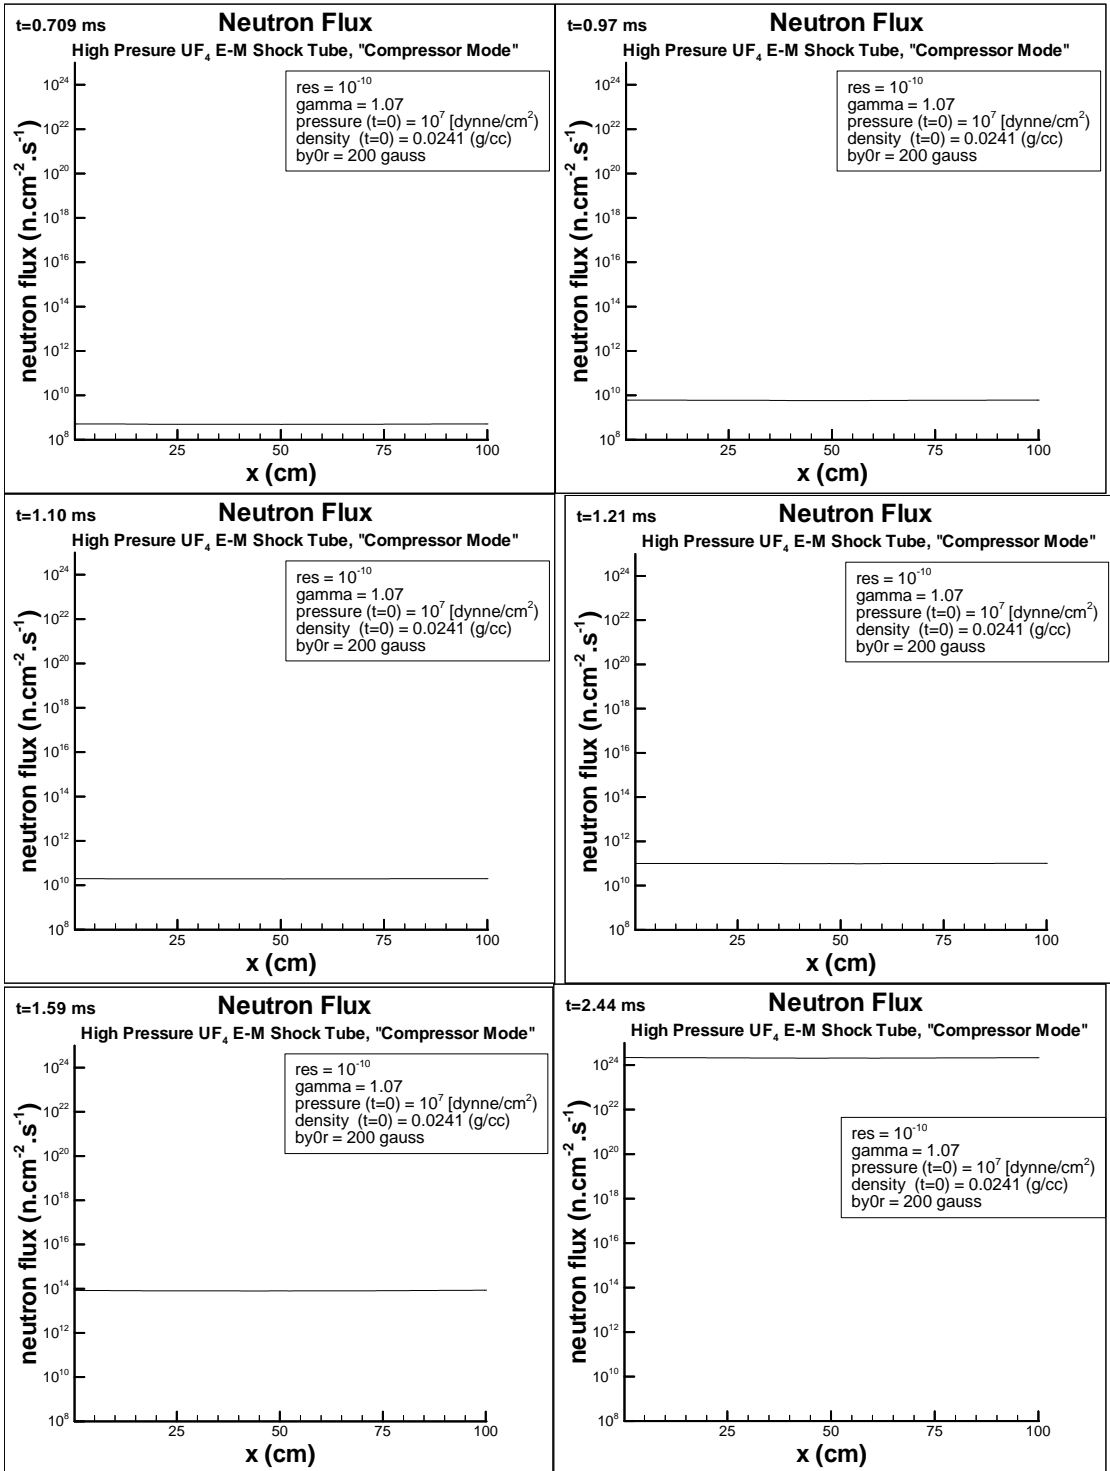 t=0.709 ms
Neutron Flux
High Presure UF₄ E-M Shock Tube, "Compressor Mode"
res = 10⁻¹⁰
gamma = 1.07
pressure (t=0) = 10⁷ [dynne/cm²)
density (t=0) = 0.0241 (g/cc)
by0r = 200 gauss
neutron flux (n.cm⁻².s⁻¹)
10²⁴
10²²
10²⁰
10¹⁸
10¹⁶
10¹⁴
10¹²
10¹⁰
10⁸
25 50 75 100
x (cm)
t=0.97 ms
Neutron Flux
High Pressure UF₄ E-M Shock Tube, "Compressor Mode"
res = 10⁻¹⁰
gamma = 1.07
pressure (t=0) = 10⁷ [dynne/cm²)
density (t=0) = 0.0241 (g/cc)
by0r = 200 gauss
neutron flux (n.cm⁻².s⁻¹)
10²⁴
10²²
10²⁰
10¹⁸
10¹⁶
10¹⁴
10¹²
10¹⁰
10⁸
25 50 75 100
x (cm)
t=1.10 ms
Neutron Flux
High Presure UF₄ E-M Shock Tube, "Compressor Mode"
res = 10⁻¹⁰
gamma = 1.07
pressure (t=0) = 10⁷ [dynne/cm²)
density (t=0) = 0.0241 (g/cc)
by0r = 200 gauss
neutron flux (n.cm⁻².s⁻¹)
10²⁴
10²²
10²⁰
10¹⁸
10¹⁶
10¹⁴
10¹²
10¹⁰
10⁸
25 50 75 100
x (cm)
t=1.21 ms
Neutron Flux
High Pressure UF₄ E-M Shock Tube, "Compressor Mode"
res = 10⁻¹⁰
gamma = 1.07
pressure (t=0) = 10⁷ [dynne/cm²)
density (t=0) = 0.0241 (g/cc)
by0r = 200 gauss
neutron flux (n.cm⁻².s⁻¹)
10²⁴
10²²
10²⁰
10¹⁸
10¹⁶
10¹⁴
10¹²
10¹⁰
10⁸
25 50 75 100
x (cm)
t=1.59 ms
Neutron Flux
High Pressure UF₄ E-M Shock Tube, "Compressor Mode"
res = 10⁻¹⁰
gamma = 1.07
pressure (t=0) = 10⁷ [dynne/cm²)
density (t=0) = 0.0241 (g/cc)
by0r = 200 gauss
neutron flux (n.cm⁻².s⁻¹)
10²⁴
10²²
10²⁰
10¹⁸
10¹⁶
10¹⁴
10¹²
10¹⁰
10⁸
25 50 75 100
x (cm)
t=2.44 ms
Neutron Flux
High Pressure UF₄ E-M Shock Tube, "Compressor Mode"
res = 10⁻¹⁰
gamma = 1.07
pressure (t=0) = 10⁷ [dynne/cm²)
density (t=0) = 0.0241 (g/cc)
by0r = 200 gauss
neutron flux (n.cm⁻².s⁻¹)
10²⁴
10²²
10²⁰
10¹⁸
10¹⁶
10¹⁴
10¹²
10¹⁰
10⁸
25 50 75 100
x (cm)